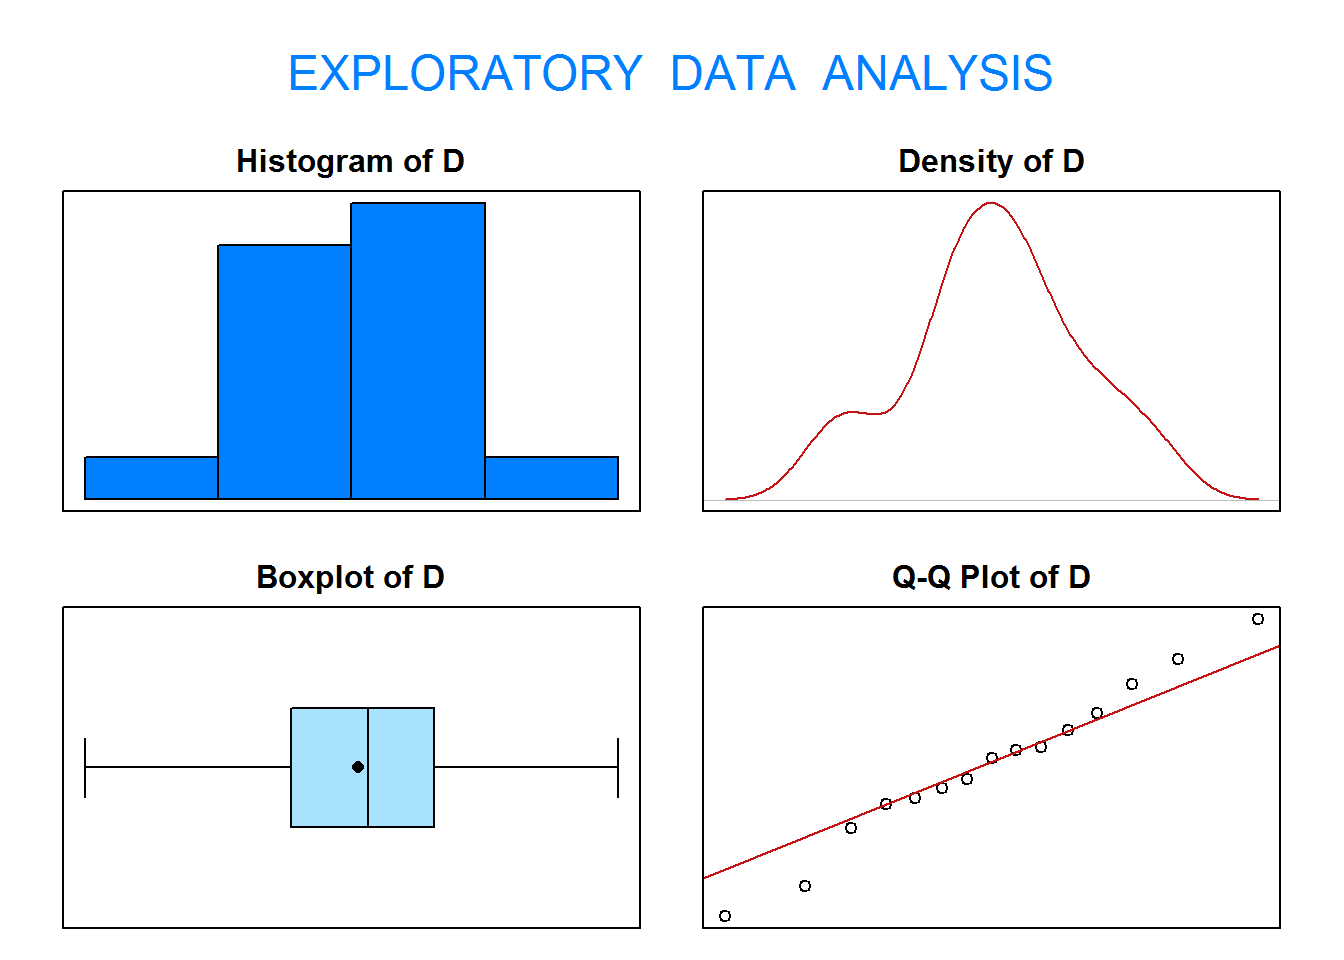 EXPLORATORY DATA ANALYSIS
Histogram of D
Density of D
Boxplot of D
Q-Q Plot of D